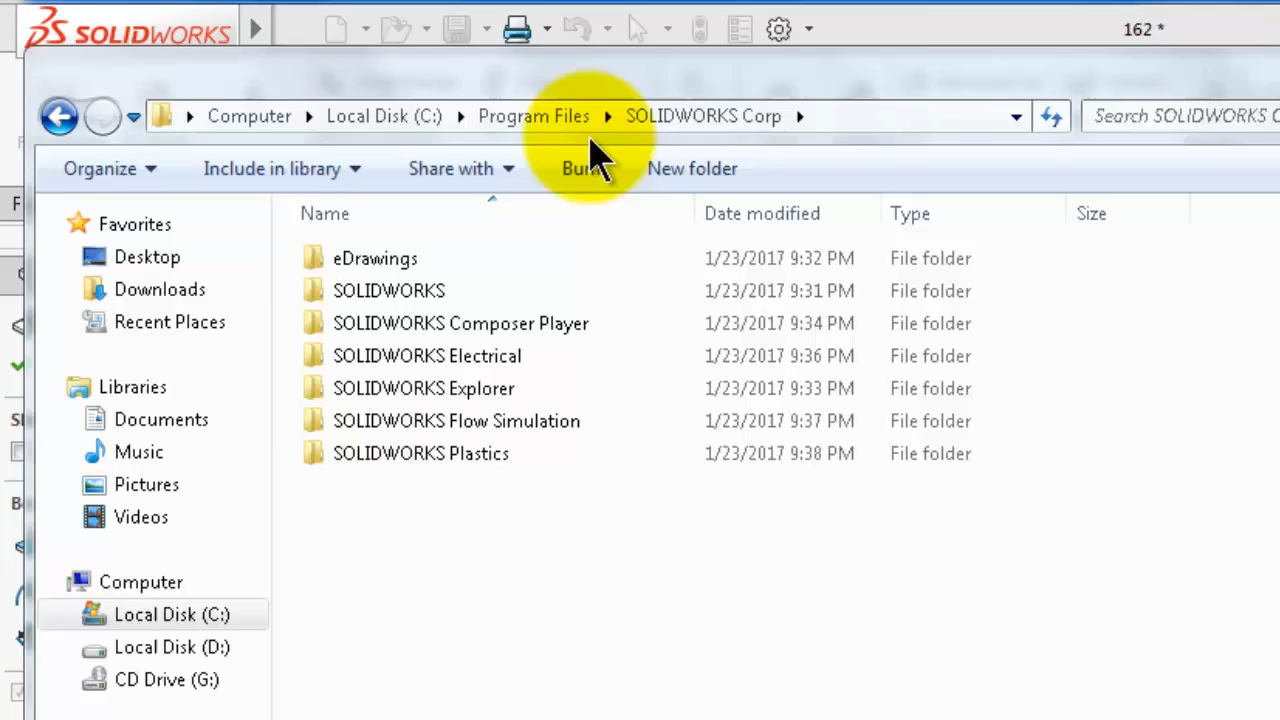 SOLIDWORKS 162 *
Computer Local Disk (C:) Program Files SOLIDWORKS Corp Search SOLIDWORKS
Organize Include in library Share with New folder
Name Date modified Type Size
Favorites
Desktop
Downloads
Recent Places
Libraries
Documents
Music
Pictures
Videos
Computer
Local Disk (C:)
Local Disk (D:)
CD Drive (G:)
eDrawings 1/23/2017 9:32 PM File folder
SOLIDWORKS 1/23/2017 9:31 PM File folder
SOLIDWORKS Composer Player 1/23/2017 9:34 PM File folder
SOLIDWORKS Electrical 1/23/2017 9:36 PM File folder
SOLIDWORKS Explorer 1/23/2017 9:33 PM File folder
SOLIDWORKS Flow Simulation 1/23/2017 9:37 PM File folder
SOLIDWORKS Plastics 1/23/2017 9:38 PM File folder